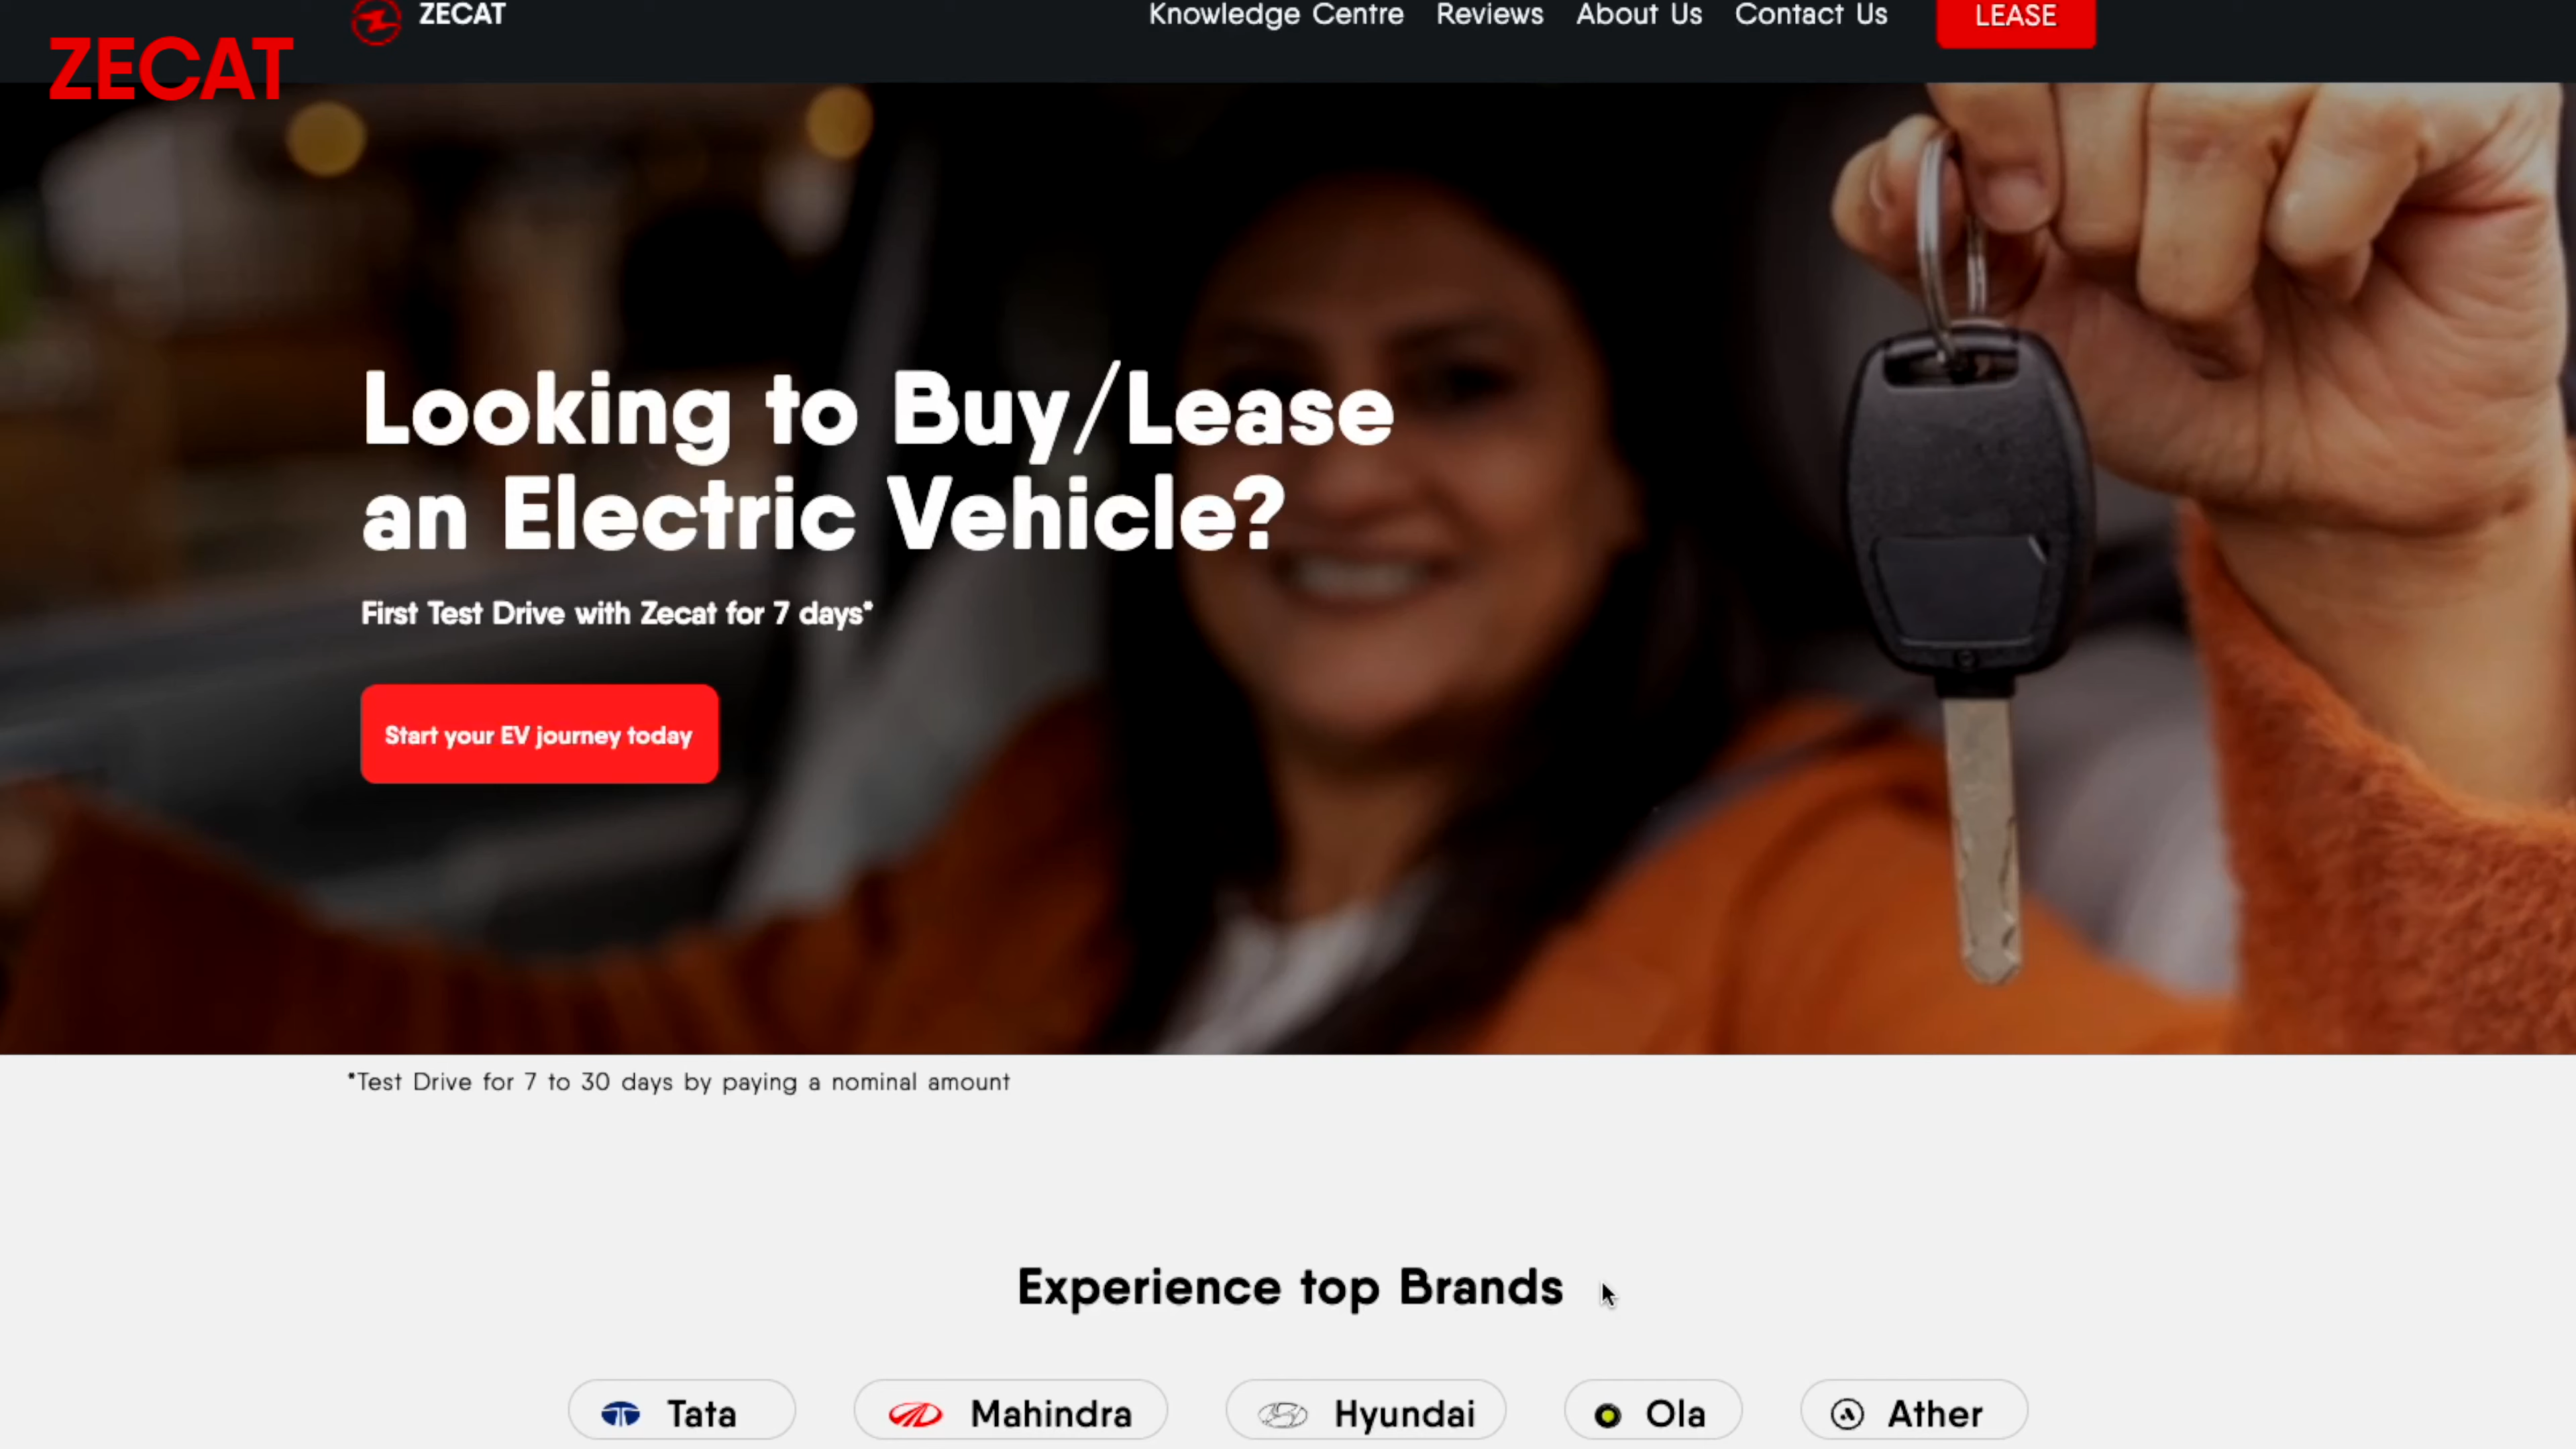 ZECAT
Knowledge Centre Reviews About Us Contact Us LEASE
ZECAT
Looking to Buy/Lease
an Electric Vehicle?
First Test Drive with Zecat for 7 days*
Start your EV journey today
*Test Drive for 7 to 30 days by paying a nominal amount
Experience top Brands
Tata Mahindra Hyundai Ola Ather